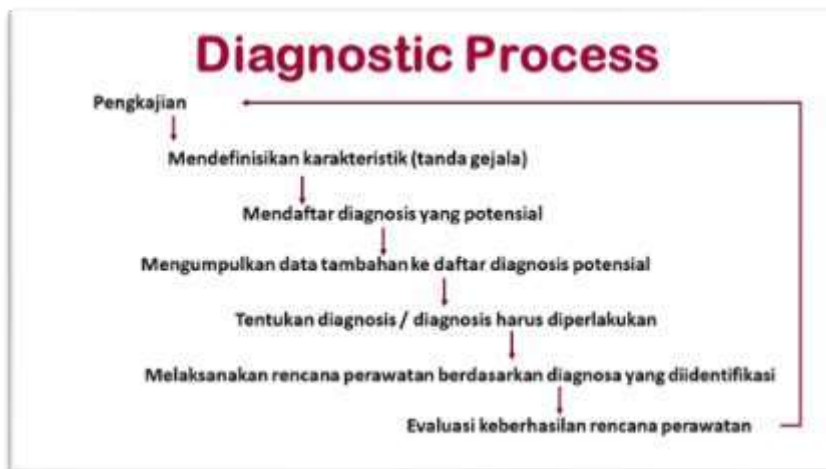 Diagnostic Process
Pengkajian
Mendefinisikan karakteristik (tanda gejala)
Mendaftar diagnosis yang potensial
Mengumpulkan data tambahan ke daftar diagnosis potensial
Tentukan diagnosis / diagnosis harus diperlakukan
Melaksanakan rencana perawatan berdasarkan diagnosa yang diidentifikasi
Evaluasi keberhasilan rencana perawatan